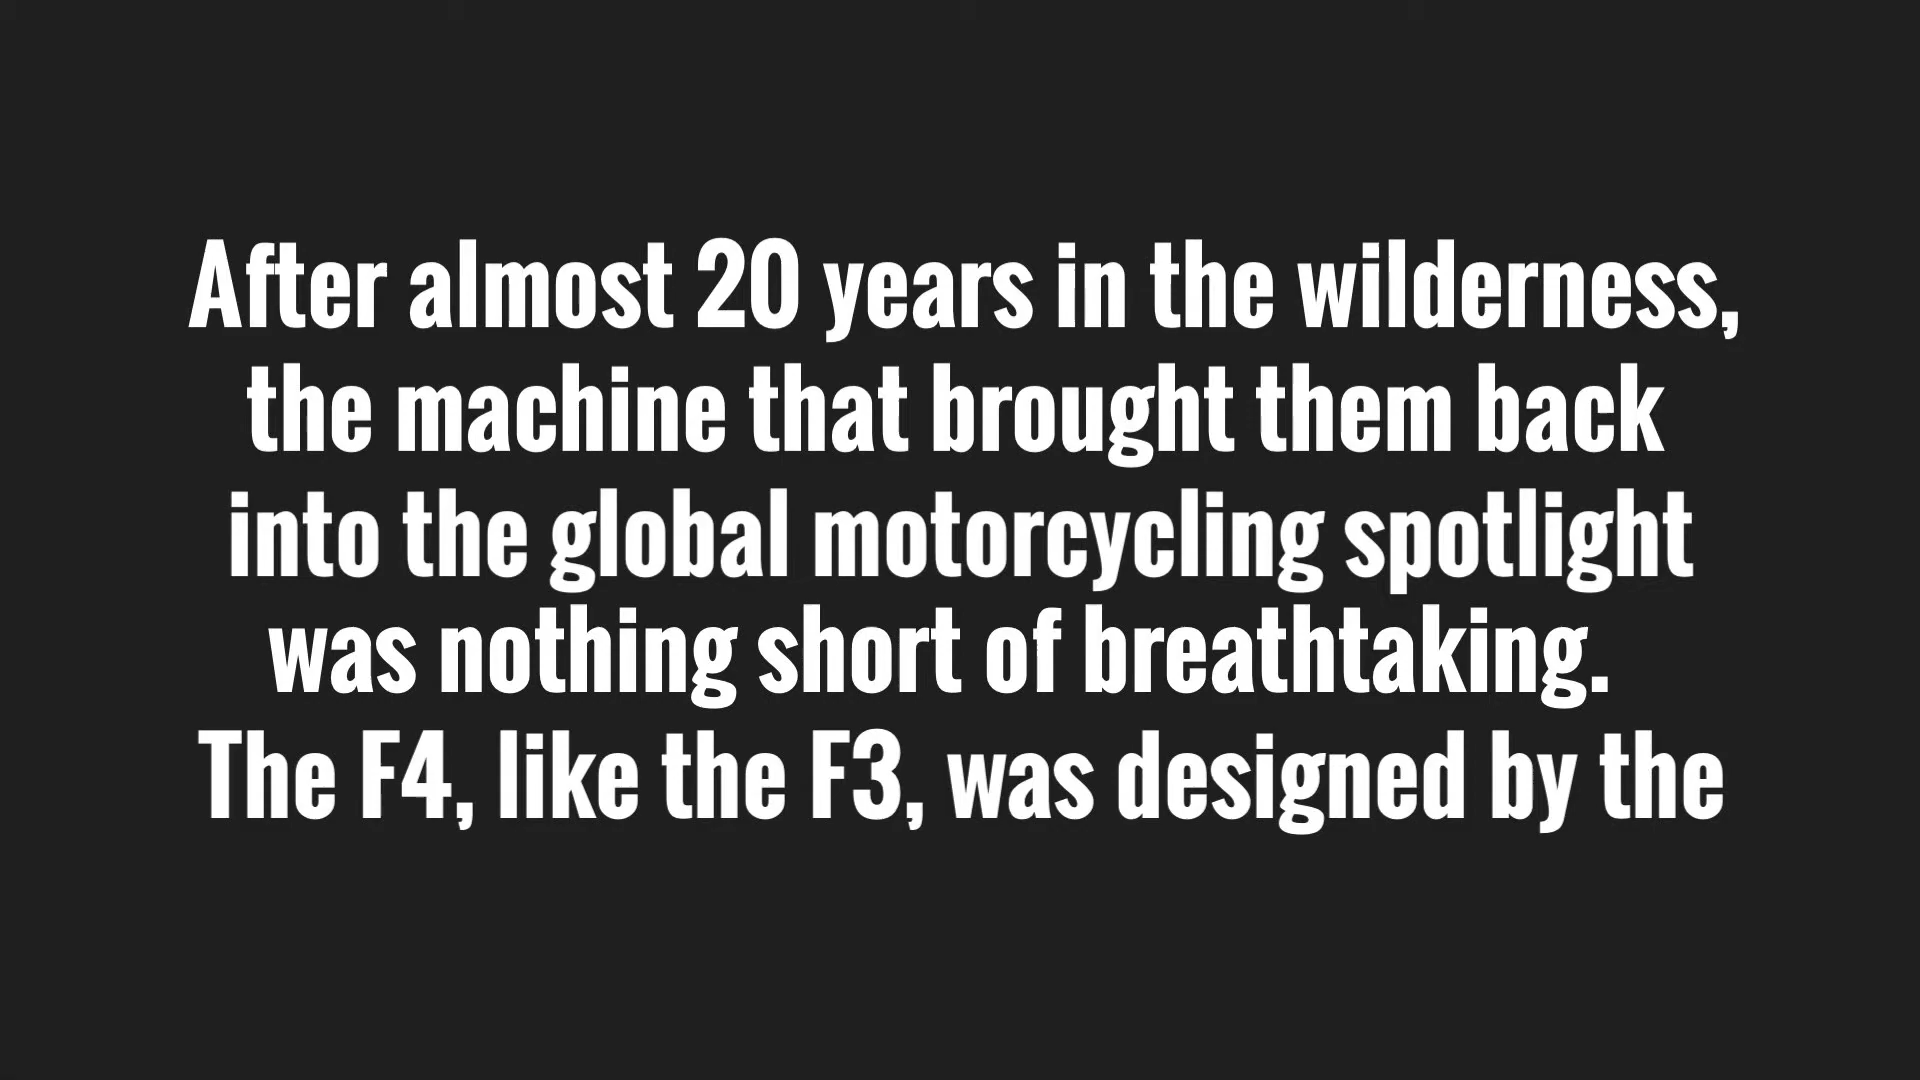 After almost 20 years in the wilderness,
the machine that brought them back
into the global motorcycling spotlight
was nothing short of breathtaking.
The F4, like the F3, was designed by the